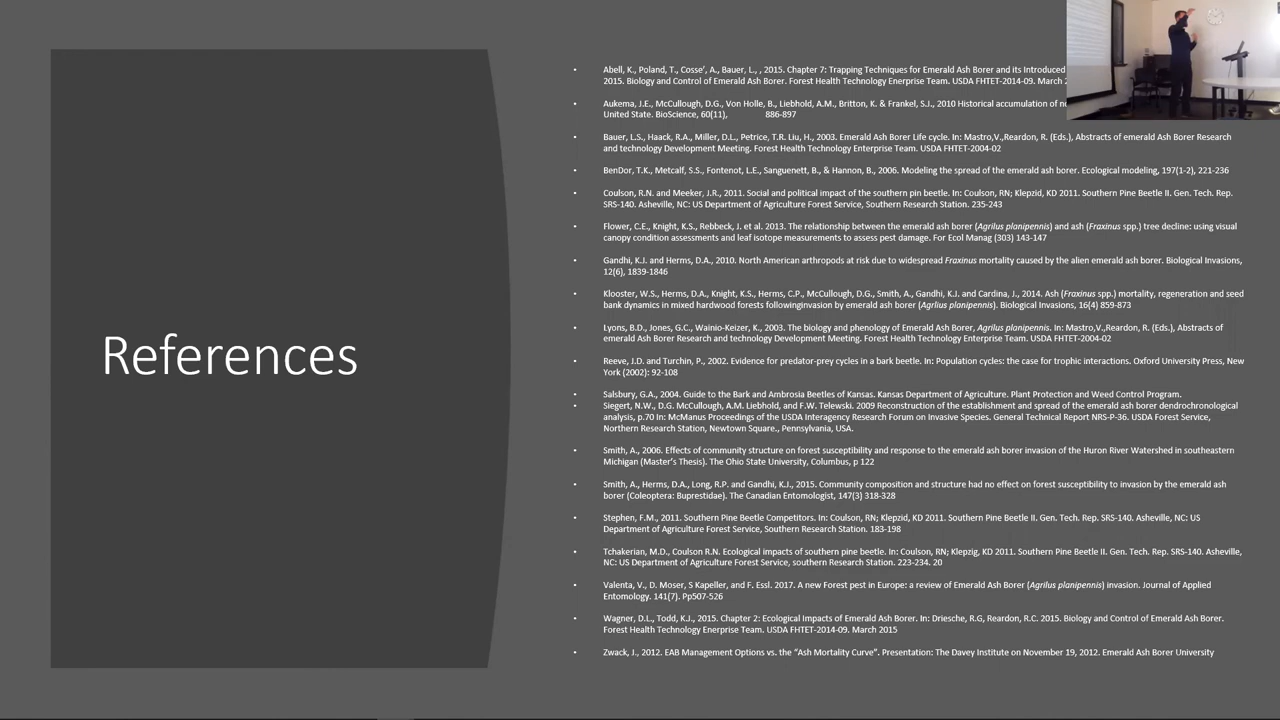 References
Abell, K., Poland, T., Cosse’, A., Bauer, L., , 2015. Chapter 7: Trapping Techniques for Emerald Ash Borer and its Introduced
2015. Biology and Control of Emerald Ash Borer. Forest Health Technology Enerprise Team. USDA FHTET-2014-09. March
Aukema, J.E., McCullough, D.G., Von Holle, B., Liebhold, A.M., Britton, K. & Frankel, S.J., 2010 Historical accumulation of
United State. BioScience, 60(11), 886-897
Bauer, L.S., Haack, R.A., Miller, D.L., Petrice, T.R. Liu, H., 2003. Emerald Ash Borer Life cycle. In: Mastro,V.,Reardon, R. (Eds.), Abstracts of emerald Ash Borer Research
and technology Development Meeting. Forest Health Technology Enterprise Team. USDA FHTET-2004-02
BenDor, T.K., Metcalf, S.S., Fontenot, L.E., Sanguenett, B., & Hannon, B., 2006. Modeling the spread of the emerald ash borer. Ecological modeling, 197(1-2), 221-236
Coulson, R.N. and Meeker, J.R., 2011. Social and political impact of the southern pin beetle. In: Coulson, RN; Klepzid, KD 2011. Southern Pine Beetle II. Gen. Tech. Rep.
SRS-140. Asheville, NC: US Department of Agriculture Forest Service, Southern Research Station. 235-243
Flower, C.E., Knight, K.S., Rebbeck, J. et al. 2013. The relationship between the emerald ash borer (Agrilus planipennis) and ash (Fraxinus spp.) tree decline: using visual
canopy condition assessments and leaf isotope measurements to assess pest damage. For Ecol Manag (303) 143-147
Gandhi, K.J. and Herms, D.A., 2010. North American arthropods at risk due to widespread Fraxinus mortality caused by the alien emerald ash borer. Biological Invasions,
12(6), 1839-1846
Klooster, W.S., Herms, D.A., Knight, K.S., Herms, C.P., McCullough, D.G., Smith, A., Gandhi, K.J. and Cardina, J., 2014. Ash (Fraxinus spp.) mortality, regeneration and seed
bank dynamics in mixed hardwood forests followinginvasion by emerald ash borer (Agrlius planipennis). Biological Invasions, 16(4) 859-873
Lyons, B.D., Jones, G.C., Wainio-Keizer, K., 2003. The biology and phenology of Emerald Ash Borer, Agrilus planipennis. In: Mastro,V.,Reardon, R. (Eds.), Abstracts of
emerald Ash Borer Research and technology Development Meeting. Forest Health Technology Enterprise Team. USDA FHTET-2004-02
Reeve, J.D. and Turchin, P., 2002. Evidence for predator-prey cycles in a bark beetle. In: Population cycles: the case for trophic interactions. Oxford University Press, New
York (2002): 92-108
Salsbury, G.A., 2004. Guide to the Bark and Ambrosia Beetles of Kansas. Kansas Department of Agriculture. Plant Protection and Weed Control Program.
Siegert, N.W., D.G. McCullough, A.M. Liebhold, and F.W. Telewski. 2009 Reconstruction of the establishment and spread of the emerald ash borer dendrochronological
analysis, p.70 In: McManus Proceedings of the USDA Interagency Research Forum on Invasive Species. General Technical Report NRS-P-36. USDA Forest Service,
Northern Research Station, Newtown Square., Pennsylvania, USA.
Smith, A., 2006. Effects of community structure on forest susceptibility and response to the emerald ash borer invasion of the Huron River Watershed in southeastern
Michigan (Master’s Thesis). The Ohio State University, Columbus, p 122
Smith, A., Herms, D.A., Long, R.P. and Gandhi, K.J., 2015. Community composition and structure had no effect on forest susceptibility to invasion by the emerald ash
borer (Coleoptera: Buprestidae). The Canadian Entomologist, 147(3) 318-328
Stephen, F.M., 2011. Southern Pine Beetle Competitors. In: Coulson, RN; Klepzid, KD 2011. Southern Pine Beetle II. Gen. Tech. Rep. SRS-140. Asheville, NC: US
Department of Agriculture Forest Service, Southern Research Station. 183-198
Tchakerian, M.D., Coulson R.N. Ecological impacts of southern pine beetle. In: Coulson, RN; Klepzig, KD 2011. Southern Pine Beetle II. Gen. Tech. Rep. SRS-140. Asheville,
NC: US Department of Agriculture Forest Service, southern Research Station. 223-234. 20
Valenta, V., D. Moser, S Kapeller, and F. Essl. 2017. A new Forest pest in Europe: a review of Emerald Ash Borer (Agrilus planipennis) invasion. Journal of Applied
Entomology. 141(7). Pp507-526
Wagner, D.L., Todd, K.J., 2015. Chapter 2: Ecological Impacts of Emerald Ash Borer. In: Driesche, R.G, Reardon, R.C. 2015. Biology and Control of Emerald Ash Borer.
Forest Health Technology Enerprise Team. USDA FHTET-2014-09. March 2015
Zwack, J., 2012. EAB Management Options vs. the “Ash Mortality Curve”. Presentation: The Davey Institute on November 19, 2012. Emerald Ash Borer University